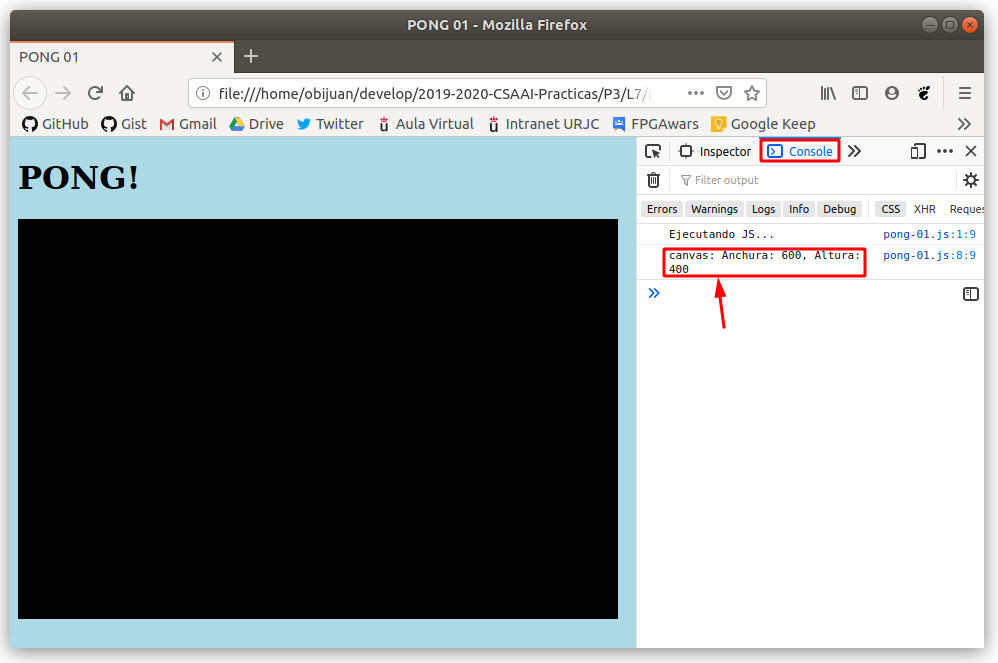 PONG 01 - Mozilla Firefox
PONG 01
file:///home/obijuan/develop/2019-2020-CSAAI-Practicas/P3/L7/
GitHub Gist Gmail Drive Twitter Aula Virtual Intranet URJC FPGAwars Google Keep
PONG!
Inspector Console
Filter output
Errors Warnings Logs Info Debug CSS XHR Reques
Ejecutando JS... pong-01.js:1:9
canvas: Anchura: 600, Altura: pong-01.js:8:9
400